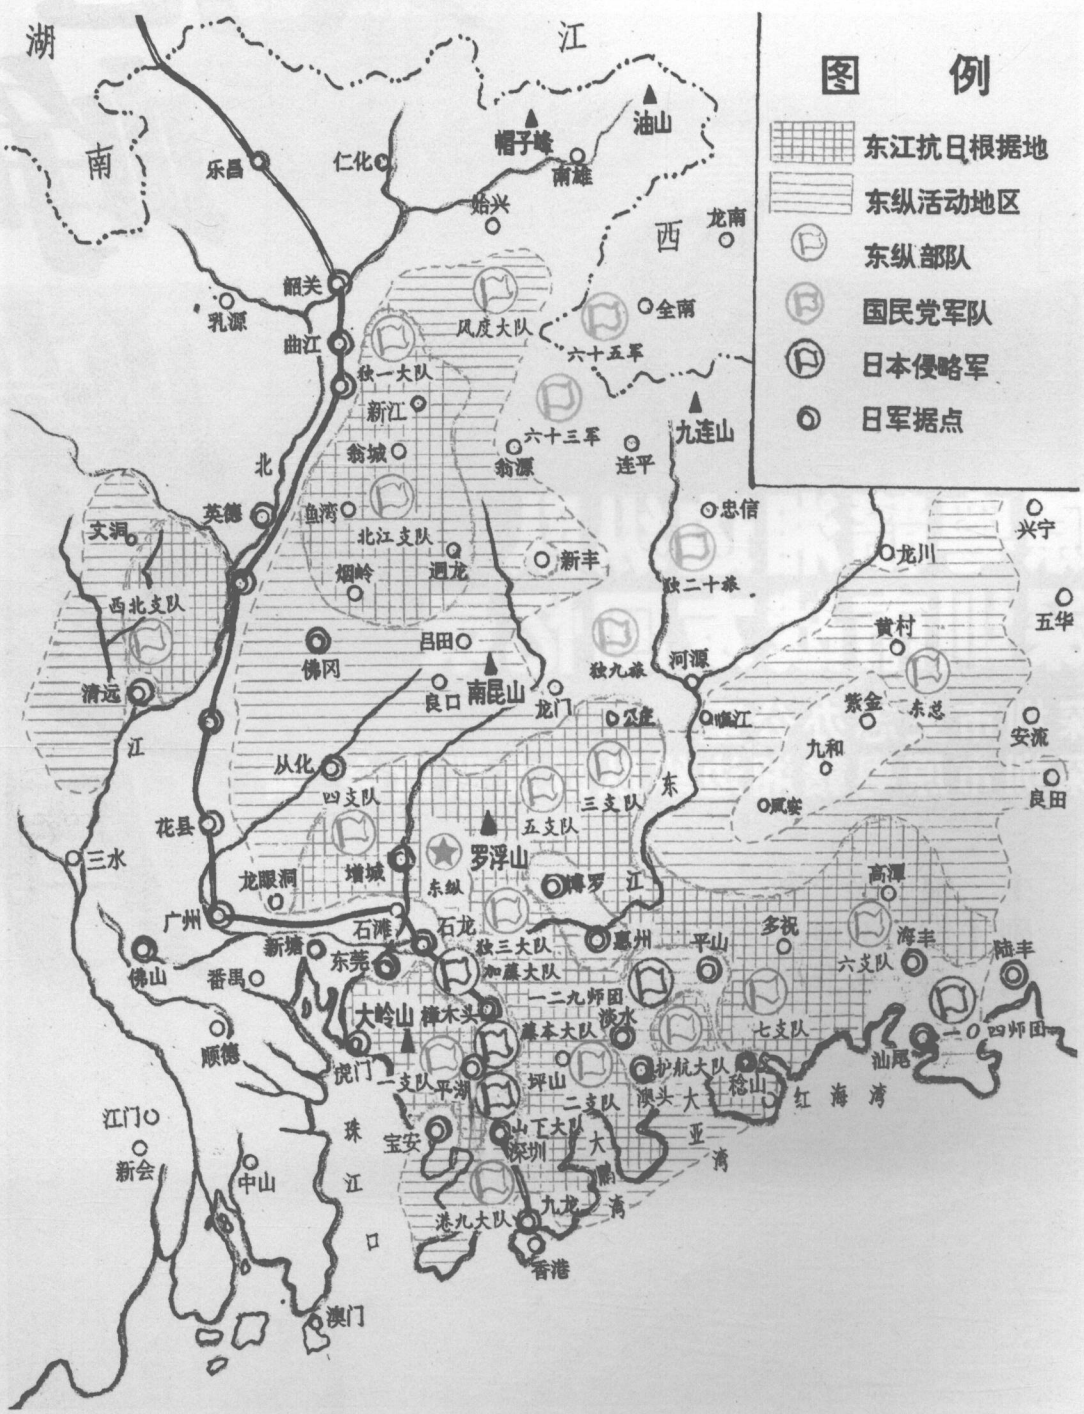 湖
南
江
西
图 例
东江抗日根据地
东纵活动地区
东纵部队
国民党军队
日本侵略军
日军据点
油山
帽子峰
南雄
仁化
乐昌
始兴
龙南
韶关
乳源
风度大队
全南
曲江
六十五军
独一大队
新江
六十三军
九连山
翁城
翁源
连平
北
英德
鱼湾
忠信
兴宁
文洞
北江支队
迥龙
新丰
龙川
烟岭
独二十旅
西北支队
五华
黄村
佛冈
吕田
独九旅
河源
清远
南昆山
良口
龙门
公庄
临江
紫金
东总
江
安流
九和
从化
四支队
三支队
东
良田
五支队
花县
罗浮山
三水
增城
龙眼洞
东纵
博罗
江
高潭
广州
石滩
石龙
新塘
独三大队
惠州
平山
多祝
海丰
陆丰
佛山
番禺
东莞
加藤大队
六支队
一二九师团
大岭山
樟木头
淡水
藤本大队
七支队
一〇四师团
顺德
虎门
汕尾
一支队
平湖
坪山
护航大队
稔山
二支队
澳头
大
亚
湾
红海湾
江门
新会
珠
江
口
宝安
山下大队
深圳
大
鹏
湾
中山
港九大队
九龙
香港
澳门